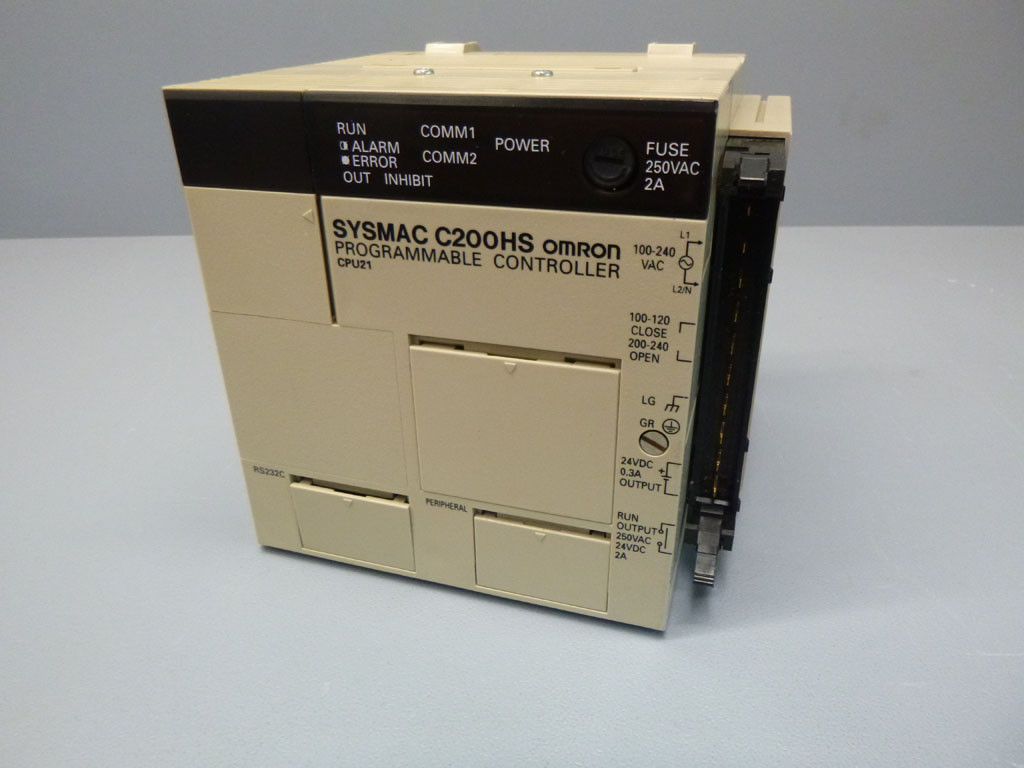 RUN COMM1 POWER
ALARM
ERROR COMM2
OUT INHIBIT
FUSE
250VAC
2A
SYSMAC C200HS OMRON
PROGRAMMABLE CONTROLLER
CPU21
L1
100-240
VAC
L2/N
100-120
CLOSE
200-240
OPEN
LG
GR
24VDC
0.3A
+
OUTPUT
RS232C
PERIPHERAL
RUN
OUTPUT
250VAC
24VDC
2A